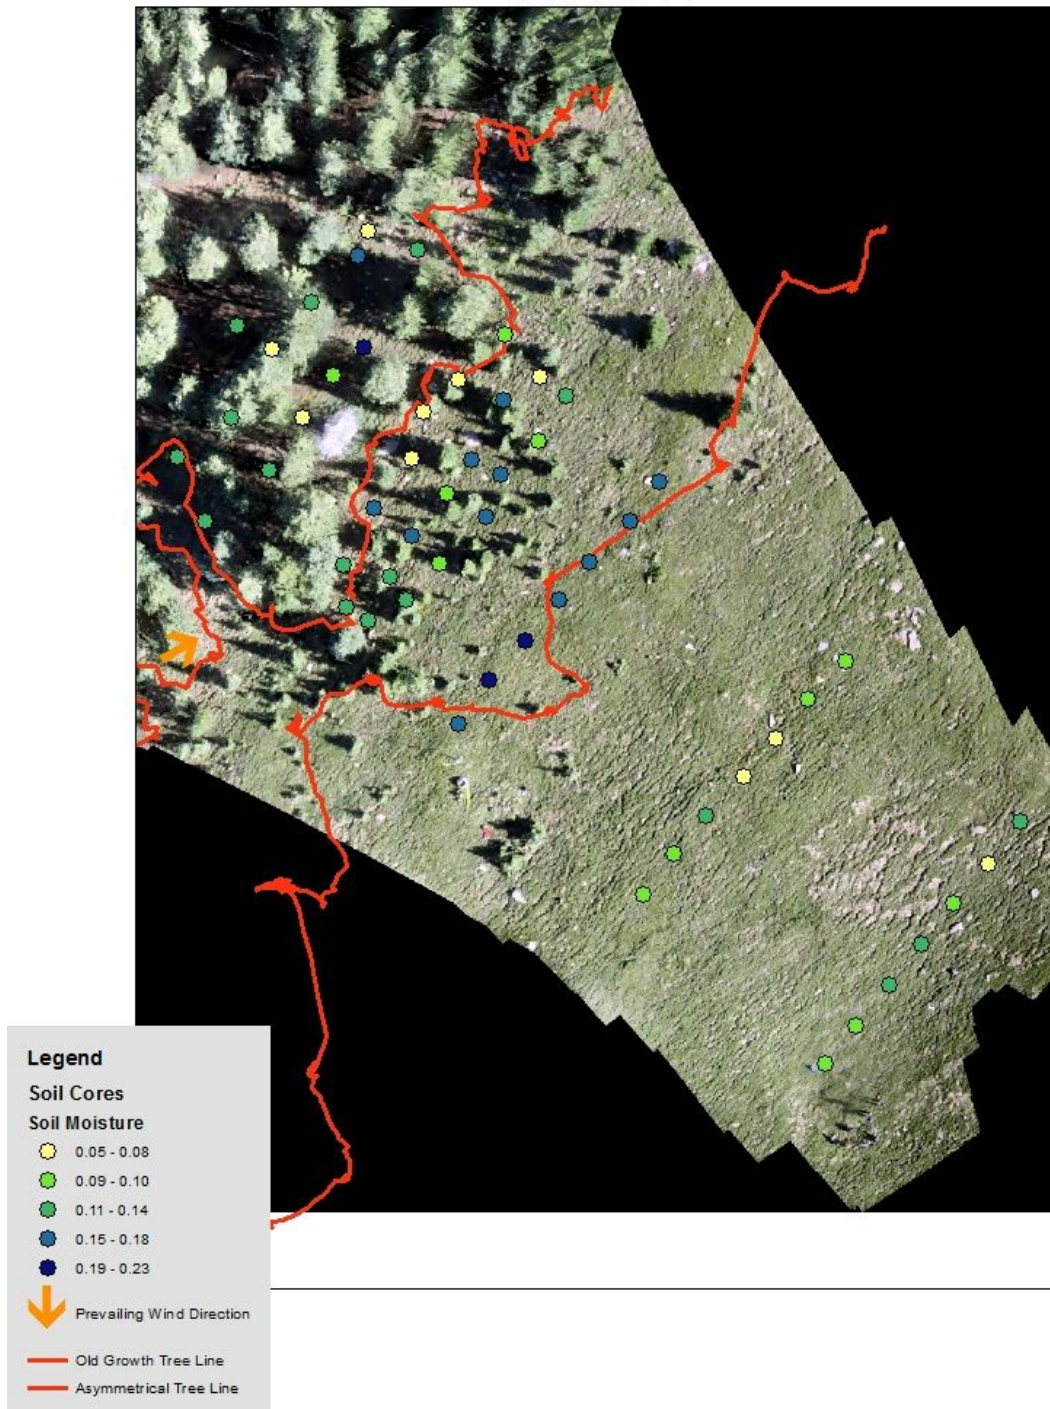 Legend
Soil Cores
Soil Moisture
0.05 - 0.08
0.09 - 0.10
0.11 - 0.14
0.15 - 0.18
0.19 - 0.23
Prevailing Wind Direction
Old Growth Tree Line
Asymmetrical Tree Line